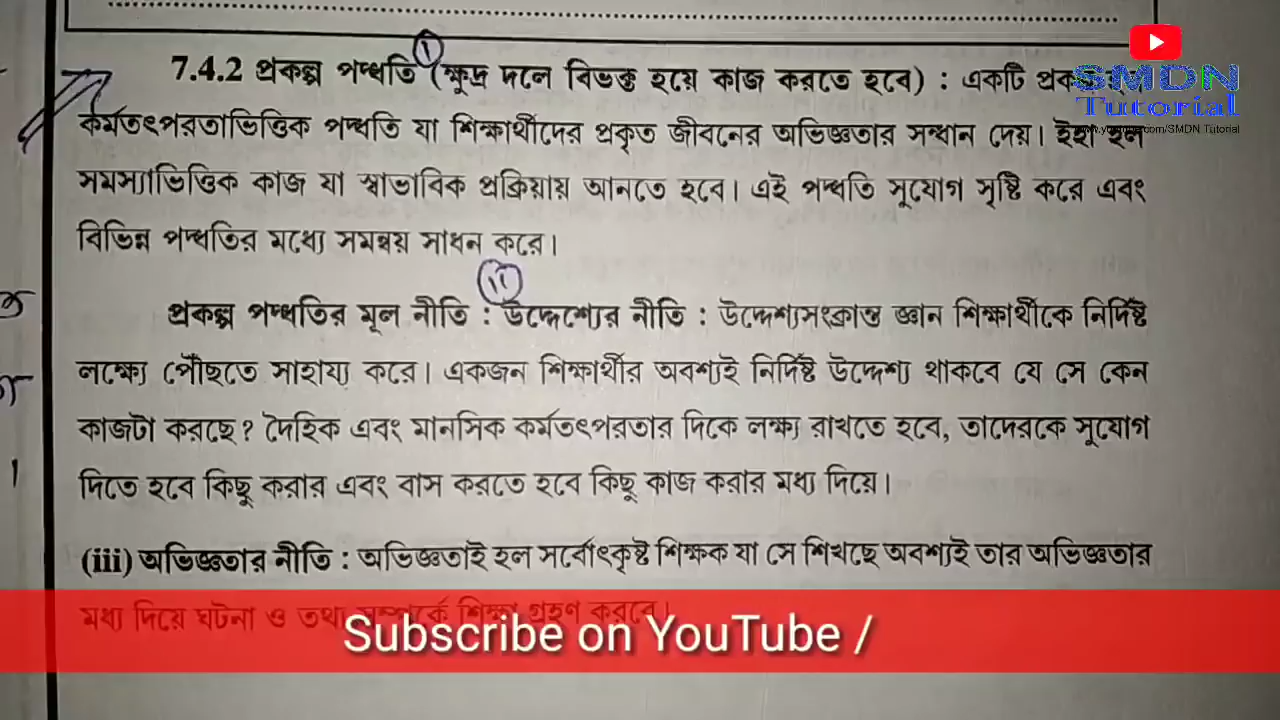 7.4.2 প্রকল্প পদ্ধতি (ক্ষুদ্র দলে বিভক্ত হয়ে কাজ করতে হবে) : একটি
কর্মতৎপরতাভিত্তিক পদ্ধতি যা শিক্ষার্থীদের প্রকৃত জীবনের অভিজ্ঞতার সন্ধান দেয়। ইহা হল
সমস্যাভিত্তিক কাজ যা স্বাভাবিক প্রক্রিয়ায় আনতে হবে। এই পদ্ধতি সুযোগ সৃষ্টি করে এবং
বিভিন্ন পদ্ধতির মধ্যে সমন্বয় সাধন করে।
প্রকল্প পদ্ধতির মূল নীতি : উদ্দেশ্যের নীতি : উদ্দেশ্যসংক্রান্ত জ্ঞান শিক্ষার্থীকে নির্দিষ্ট
লক্ষ্যে পৌঁছতে সাহায্য করে। একজন শিক্ষার্থীর অবশ্যই নির্দিষ্ট উদ্দেশ্য থাকবে যে সে কেন
কাজটা করছে? দৈহিক এবং মানসিক কর্মতৎপরতার দিকে লক্ষ্য রাখতে হবে, তাদেরকে সুযোগ
দিতে হবে কিছু করার এবং বাস করতে হবে কিছু কাজ করার মধ্য দিয়ে।
(iii) অভিজ্ঞতার নীতি : অভিজ্ঞতাই হল সর্বোৎকৃষ্ট শিক্ষক যা সে শিখছে অবশ্যই তার অভিজ্ঞতার
মধ্য দিয়ে ঘটনা ও তথ্য সম্পর্কে শিক্ষা গ্রহণ করবে।
SMDN
Tutorial
Subscribe on YouTube /